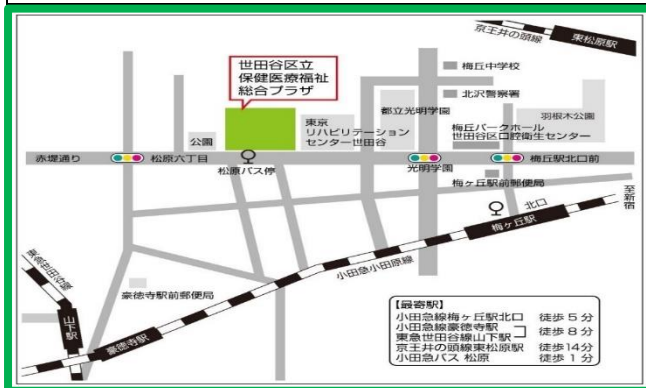 京王井の頭線
東松原駅
世田谷区立
保健医療福祉
総合プラザ
梅丘中学校
北沢警察署
都立光明学園
羽根木公園
東京
リハビリテーション
センター世田谷
梅丘パークホール
世田谷区口腔衛生センター
公園
赤堤通り
松原六丁目
松原バス停
光明学園
梅丘駅北口前
梅ヶ丘駅前郵便局
至新宿
北口
梅ヶ丘駅
小田急小田原線
東急世田谷線
山下駅
豪徳寺駅前郵便局
豪徳寺駅
【最寄駅】
小田急線梅ヶ丘駅北口 徒歩5分
小田急線豪徳寺駅
東急世田谷線山下駅 徒歩8分
京王井の頭線東松原駅 徒歩14分
小田急バス 松原 徒歩1分